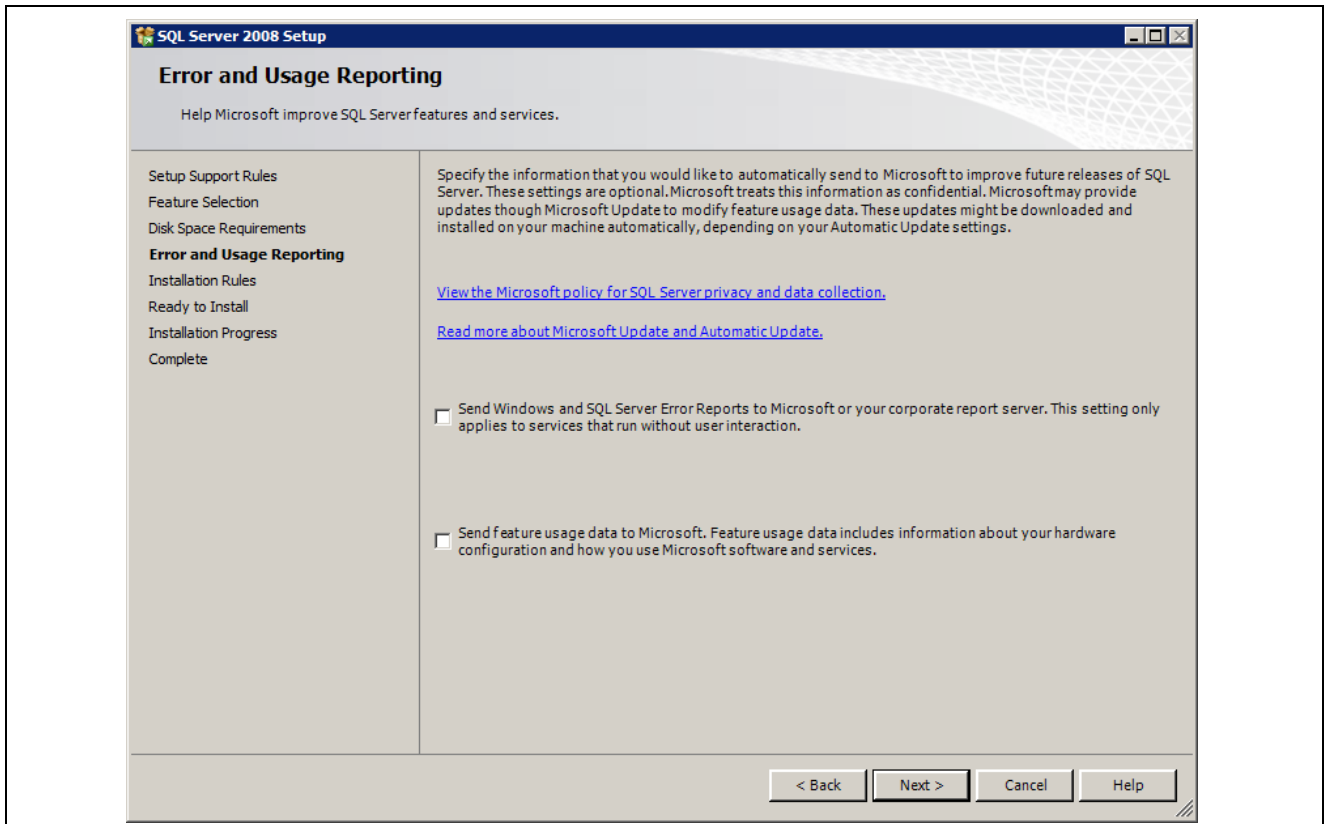 SQL Server 2008 Setup
Error and Usage Reporting
Help Microsoft improve SQL Server features and services.
Setup Support Rules
Feature Selection
Disk Space Requirements
Error and Usage Reporting
Installation Rules
Ready to Install
Installation Progress
Complete
Specify the information that you would like to automatically send to Microsoft to improve future releases of SQL
Server. These settings are optional. Microsoft treats this information as confidential. Microsoft may provide
updates though Microsoft Update to modify feature usage data. These updates might be downloaded and
installed on your machine automatically, depending on your Automatic Update settings.
View the Microsoft policy for SQL Server privacy and data collection.
Read more about Microsoft Update and Automatic Update.
Send Windows and SQL Server Error Reports to Microsoft or your corporate report server. This setting only
applies to services that run without user interaction.
Send feature usage data to Microsoft. Feature usage data includes information about your hardware
configuration and how you use Microsoft software and services.
< Back Next > Cancel Help